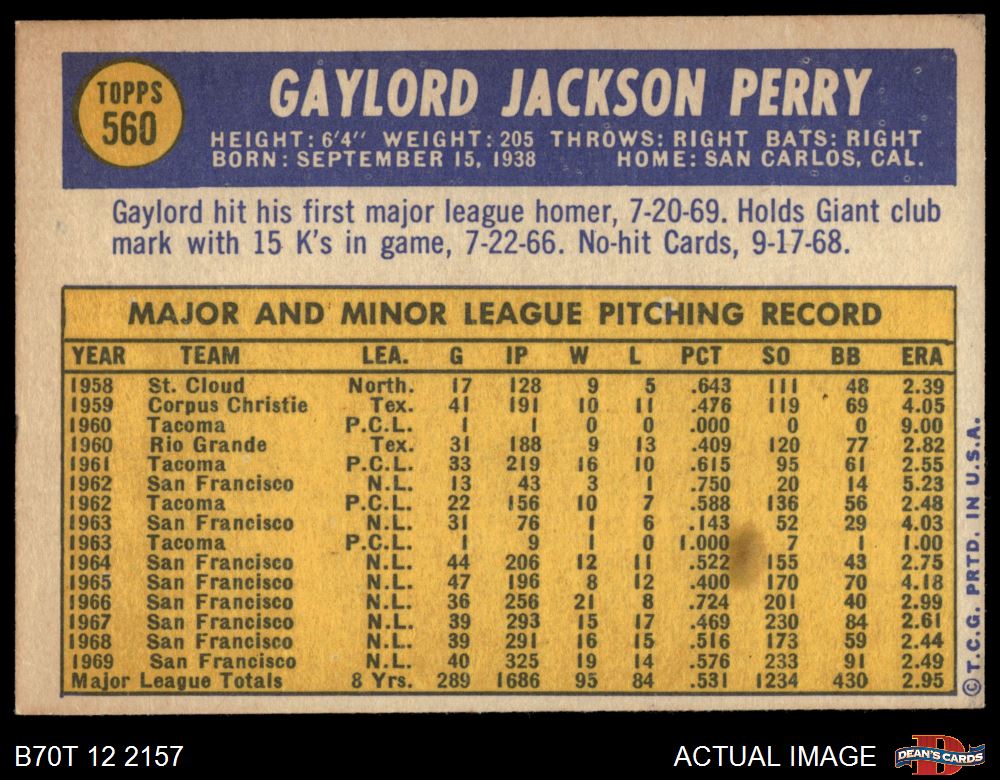 TOPPS
560
GAYLORD JACKSON PERRY
HEIGHT: 6'4" WEIGHT: 205 THROWS: RIGHT BATS: RIGHT
BORN: SEPTEMBER 15, 1938 HOME: SAN CARLOS, CAL.
Gaylord hit his first major league homer, 7-20-69. Holds Giant club
mark with 15 K's in game, 7-22-66. No-hit Cards, 9-17-68.
MAJOR AND MINOR LEAGUE PITCHING RECORD
YEAR TEAM LEA. G IP W L PCT SO BB ERA
1958 St. Cloud North. 17 128 9 5 .643 111 48 2.39
1959 Corpus Christie Tex. 41 191 10 11 .476 119 69 4.05
1960 Tacoma P.C.L. 1 1 0 0 .000 0 0 9.00
1960 Rio Grande Tex. 31 188 9 13 .409 120 77 2.82
1961 Tacoma P.C.L. 33 219 16 10 .615 95 61 2.55
1962 San Francisco N.L. 13 43 3 1 .750 20 14 5.23
1962 Tacoma P.C.L. 22 156 10 7 .588 136 56 2.48
1963 San Francisco N.L. 31 76 1 6 .143 52 29 4.03
1963 Tacoma P.C.L. 1 9 1 0 1.000 7 1 1.00
1964 San Francisco N.L. 44 206 12 11 .522 155 43 2.75
1965 San Francisco N.L. 47 196 8 12 .400 170 70 4.18
1966 San Francisco N.L. 36 256 21 8 .724 201 40 2.99
1967 San Francisco N.L. 39 293 15 17 .469 230 84 2.61
1968 San Francisco N.L. 39 291 16 15 .516 173 59 2.44
1969 San Francisco N.L. 40 325 19 14 .576 233 91 2.49
Major League Totals 8 Yrs. 289 1686 95 84 .531 1234 430 2.95
© T.C.G. PRTD. IN U.S.A.
B70T 12 2157
ACTUAL IMAGE
DEAN'S CARDS